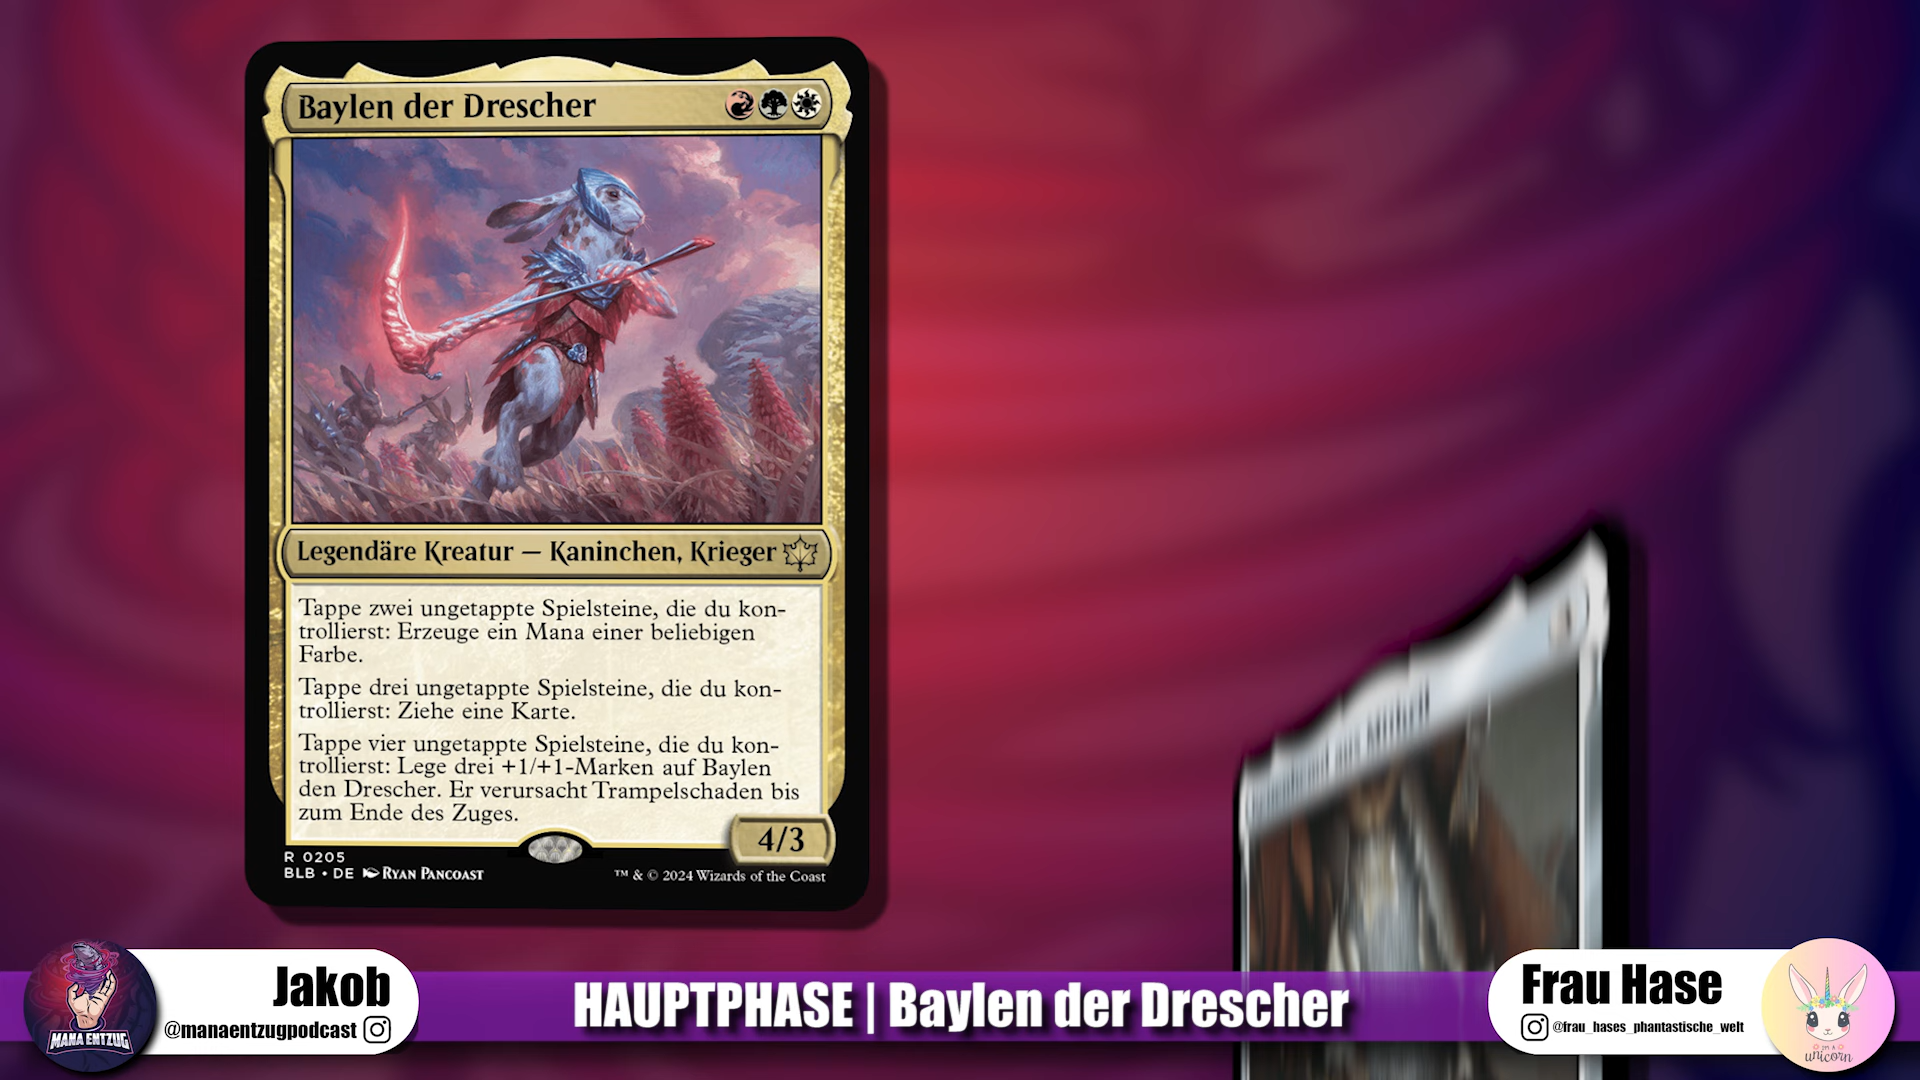 Baylen der Drescher
Legendäre Kreatur — Kaninchen, Krieger
Tappe zwei ungetappte Spielsteine, die du kon-
trollierst: Erzeuge ein Mana einer beliebigen
Farbe.
Tappe drei ungetappte Spielsteine, die du kon-
trollierst: Ziehe eine Karte.
Tappe vier ungetappte Spielsteine, die du kon-
trollierst: Lege drei +1/+1-Marken auf Baylen
den Drescher. Er verursacht Trampelschaden bis
zum Ende des Zuges.
4/3
R 0205
BLB • DE Ryan Pancoast
™ & © 2024 Wizards of the Coast
MANA ENTZUG
Jakob
@manaentzugpodcast
HAUPTPHASE | Baylen der Drescher
Frau Hase
@frau_hases_phantastische_welt
I'M A
unicorn